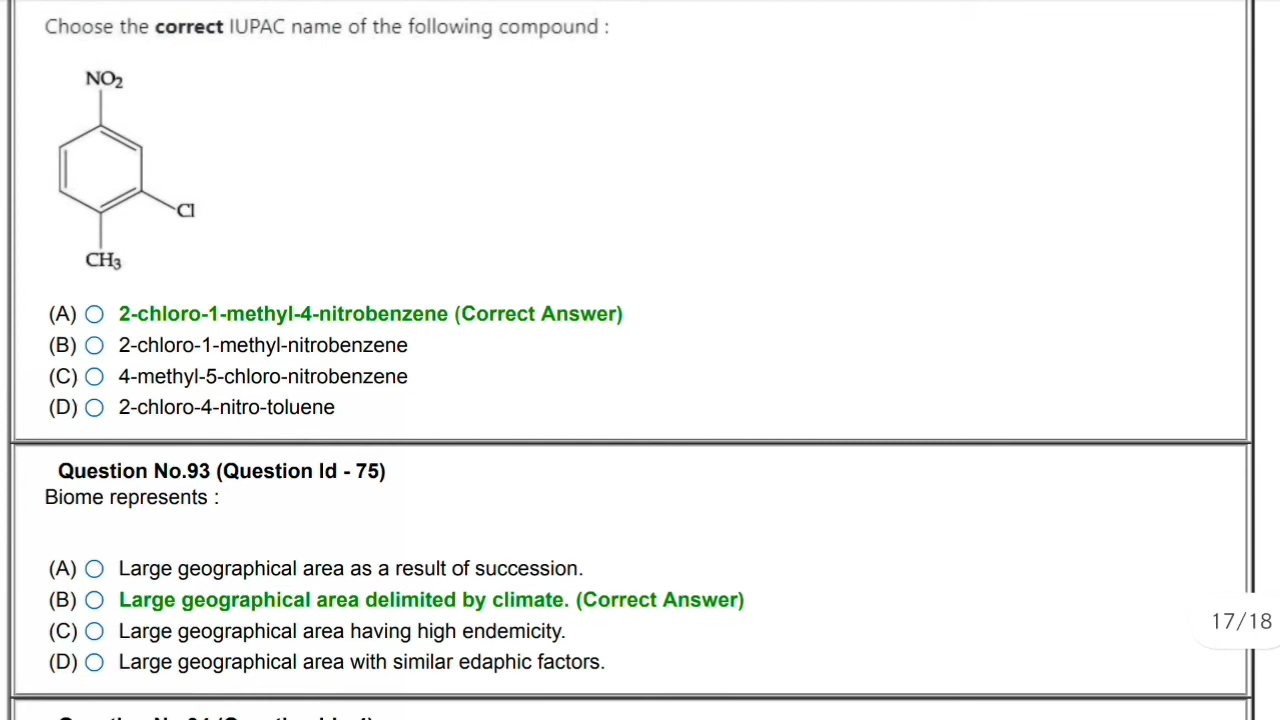 Choose the correct IUPAC name of the following compound :
NO2
Cl
CH3
(A) 2-chloro-1-methyl-4-nitrobenzene (Correct Answer)
(B) 2-chloro-1-methyl-nitrobenzene
(C) 4-methyl-5-chloro-nitrobenzene
(D) 2-chloro-4-nitro-toluene
Question No.93 (Question Id - 75)
Biome represents :
(A) Large geographical area as a result of succession.
(B) Large geographical area delimited by climate. (Correct Answer)
(C) Large geographical area having high endemicity.
17/18
(D) Large geographical area with similar edaphic factors.